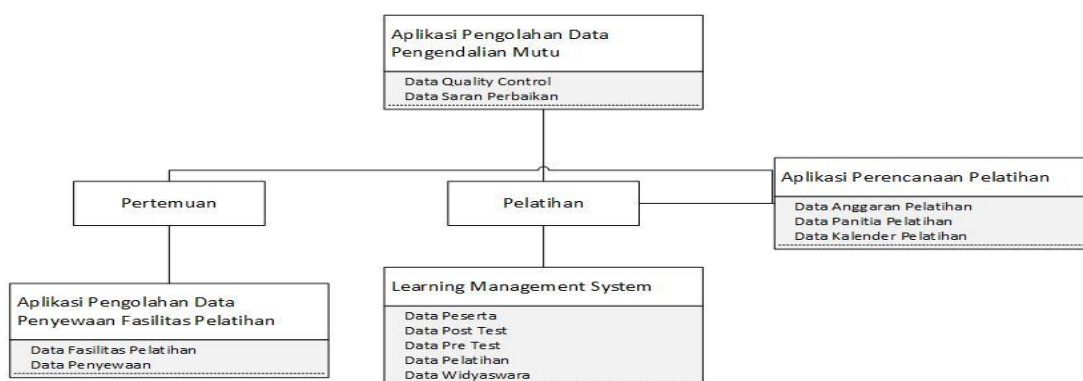 Aplikasi Pengolahan Data
Pengendalian Mutu
Data Quality Control
Data Saran Perbaikan
Pertemuan
Pelatihan
Aplikasi Perencanaan Pelatihan
Data Anggaran Pelatihan
Data Panitia Pelatihan
Data Kalender Pelatihan
Aplikasi Pengolahan Data
Penyewaan Fasilitas Pelatihan
Data Fasilitas Pelatihan
Data Penyewaan
Learning Management System
Data Peserta
Data Post Test
Data Pre Test
Data Pelatihan
Data Widyaswara